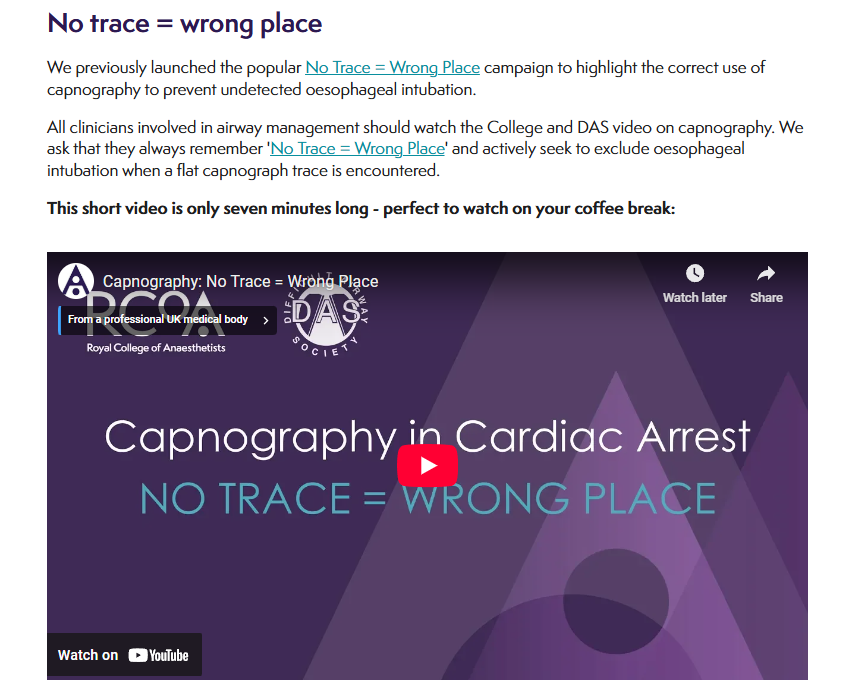 No trace = wrong place
We previously launched the popular No Trace = Wrong Place campaign to highlight the correct use of
capnography to prevent undetected oesophageal intubation.
All clinicians involved in airway management should watch the College and DAS video on capnography. We
ask that they always remember 'No Trace = Wrong Place' and actively seek to exclude oesophageal
intubation when a flat capnograph trace is encountered.
This short video is only seven minutes long - perfect to watch on your coffee break:
Capnography: No Trace = Wrong Place
Watch later
Share
RCOA
From a professional UK medical body
Royal College of Anaesthetists
DIFFICULT AIRWAY
DAS
SOCIETY
Capnography in Cardiac Arrest
NO TRACE = WRONG PLACE
Watch on YouTube